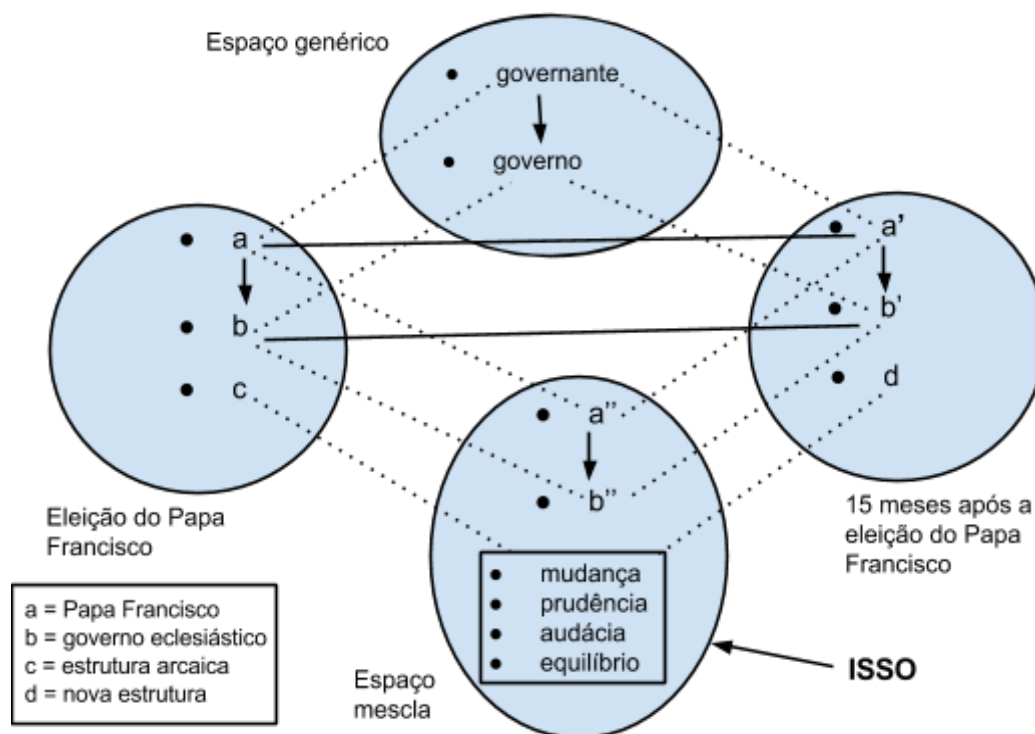 Espaço genérico
governante
governo
a
b
c
a'
b'
d
a''
b''
Eleição do Papa
Francisco
15 meses após a
eleição do Papa
Francisco
mudança
prudência
audácia
equilíbrio
a = Papa Francisco
b = governo eclesiástico
c = estrutura arcaica
d = nova estrutura
Espaço
mescla
ISSO